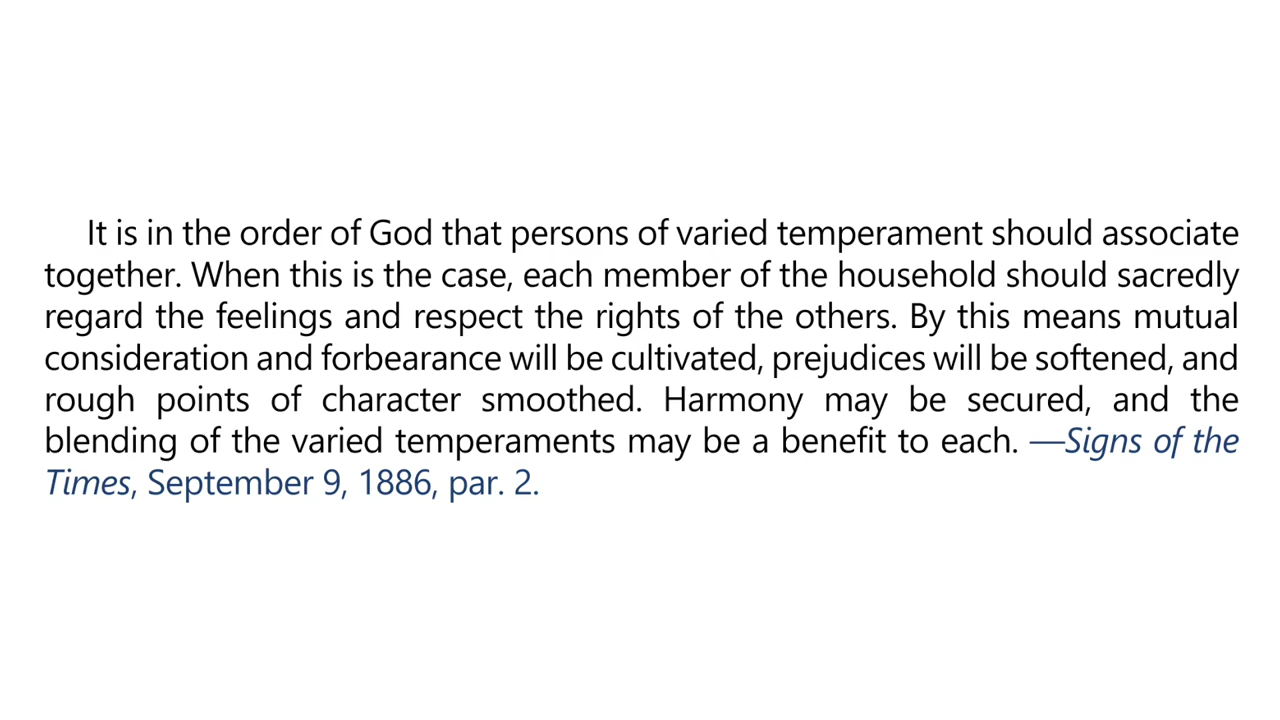 It is in the order of God that persons of varied temperament should associate
together. When this is the case, each member of the household should sacredly
regard the feelings and respect the rights of the others. By this means mutual
consideration and forbearance will be cultivated, prejudices will be softened, and
rough points of character smoothed. Harmony may be secured, and the
blending of the varied temperaments may be a benefit to each. —Signs of the
Times, September 9, 1886, par. 2.